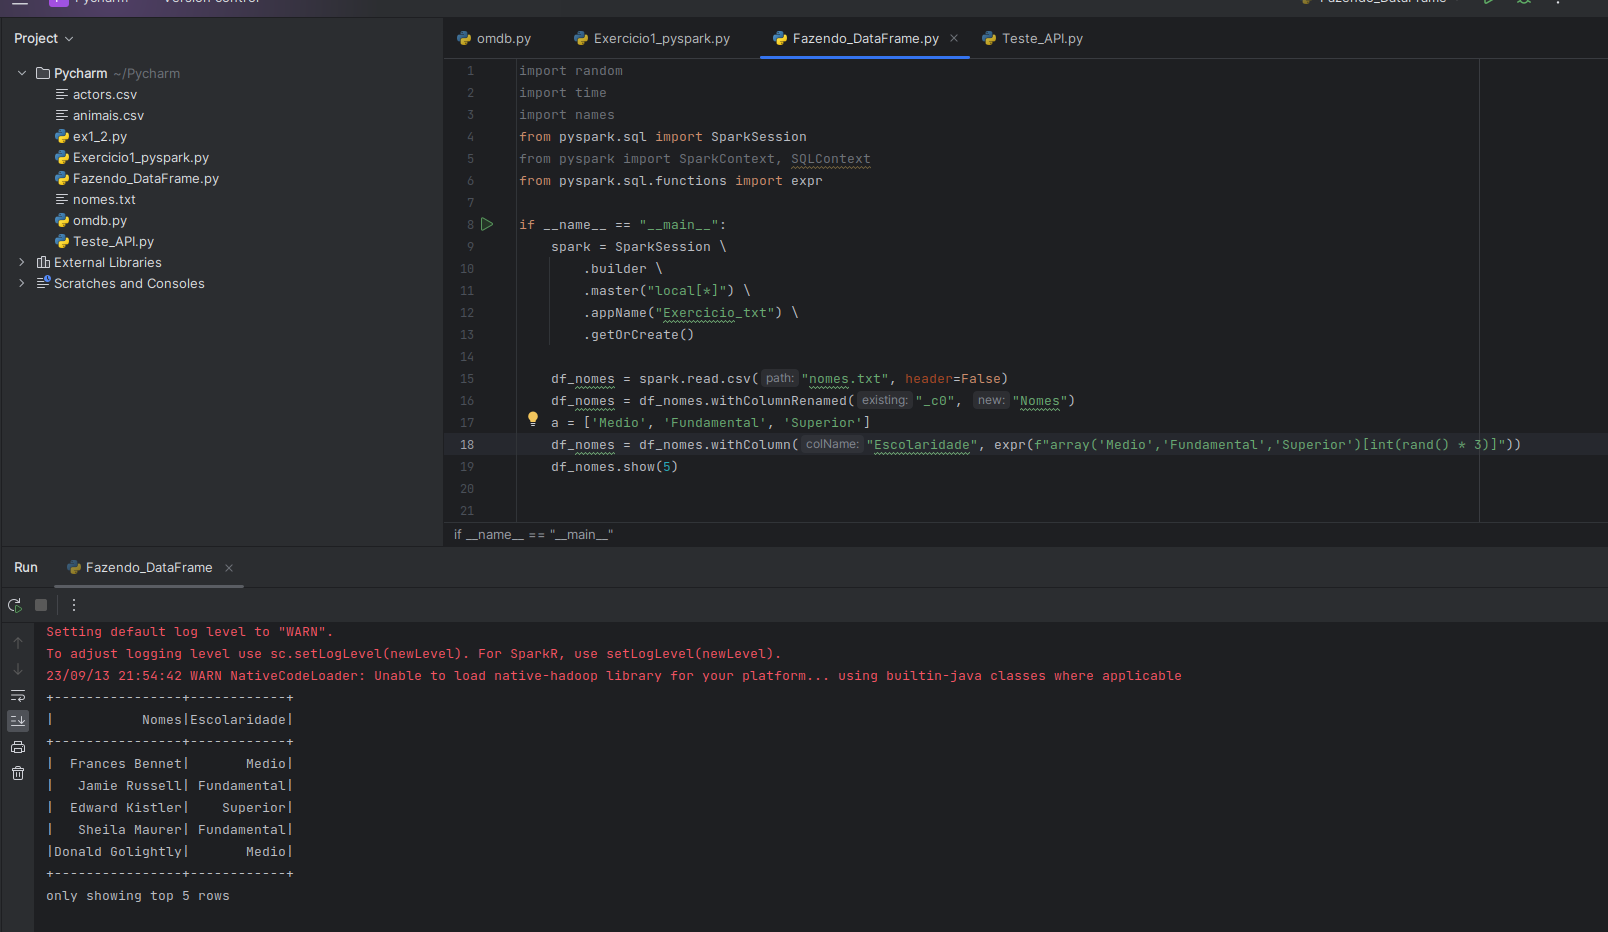 Pycharm Version control Fazendo_DataFrame
Project
omdb.py Exercicio1_pyspark.py Fazendo_DataFrame.py Teste_API.py
Pycharm ~/Pycharm
actors.csv
animais.csv
ex1_2.py
Exercicio1_pyspark.py
Fazendo_DataFrame.py
nomes.txt
omdb.py
Teste_API.py
External Libraries
Scratches and Consoles
1 import random
2 import time
3 import names
4 from pyspark.sql import SparkSession
5 from pyspark import SparkContext, SQLContext
6 from pyspark.sql.functions import expr
7
8 if __name__ == "__main__":
9     spark = SparkSession \
10         .builder \
11         .master("local[*]") \
12         .appName("Exercicio_txt") \
13         .getOrCreate()
14
15     df_nomes = spark.read.csv( path: "nomes.txt", header=False)
16     df_nomes = df_nomes.withColumnRenamed( existing: "_c0", new: "Nomes")
17     a = ['Medio', 'Fundamental', 'Superior']
18     df_nomes = df_nomes.withColumn( colName: "Escolaridade", expr(f"array('Medio','Fundamental','Superior')[int(rand() * 3)]"))
19     df_nomes.show(5)
20
21
if __name__ == "__main__"
Run Fazendo_DataFrame
Setting default log level to "WARN".
To adjust logging level use sc.setLogLevel(newLevel). For SparkR, use setLogLevel(newLevel).
23/09/13 21:54:42 WARN NativeCodeLoader: Unable to load native-hadoop library for your platform... using builtin-java classes where applicable
+----------------+------------+
|           Nomes|Escolaridade|
+----------------+------------+
|  Frances Bennet|       Medio|
|   Jamie Russell| Fundamental|
|  Edward Kistler|    Superior|
|   Sheila Maurer| Fundamental|
|Donald Golightly|       Medio|
+----------------+------------+
only showing top 5 rows